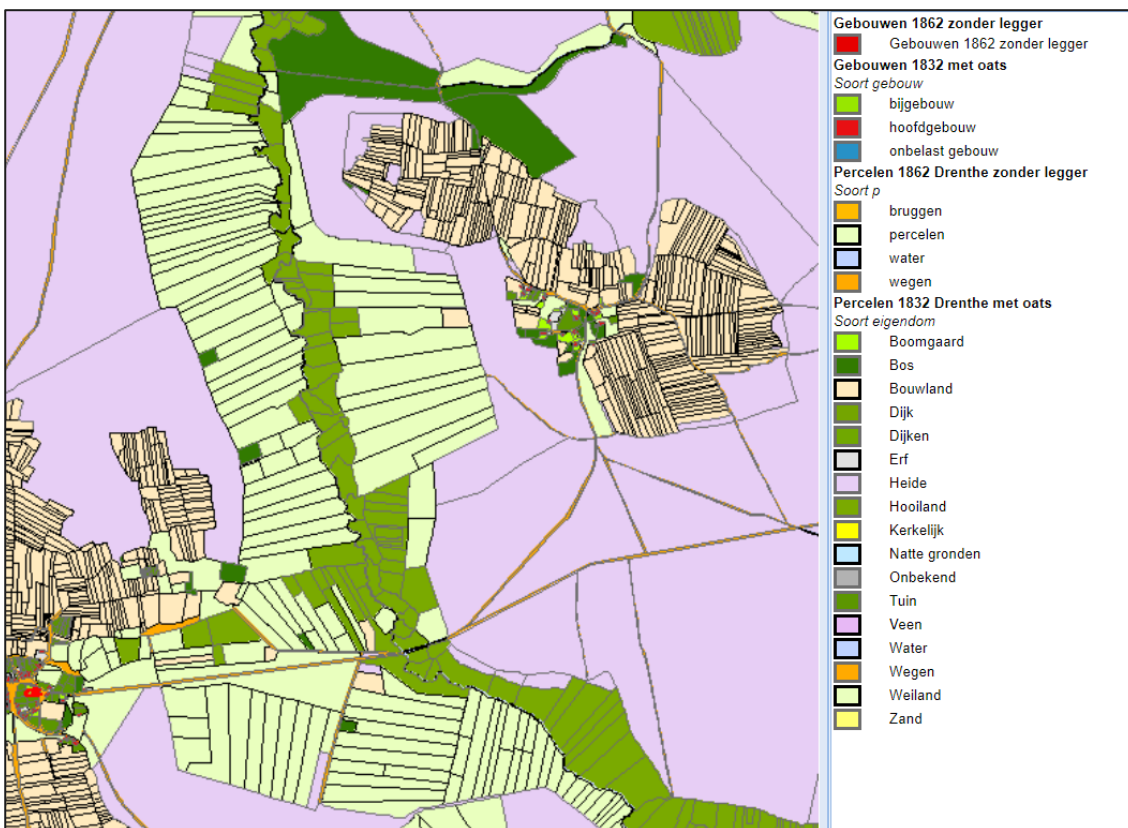 Gebouwen 1862 zonder legger
Gebouwen 1862 zonder legger
Gebouwen 1832 met oats
Soort gebouw
bijgebouw
hoofdgebouw
onbelast gebouw
Percelen 1862 Drenthe zonder legger
Soort p
bruggen
percelen
water
wegen
Percelen 1832 Drenthe met oats
Soort eigendom
Boomgaard
Bos
Bouwland
Dijk
Dijken
Erf
Heide
Hooiland
Kerkelijk
Natte gronden
Onbekend
Tuin
Veen
Water
Wegen
Weiland
Zand